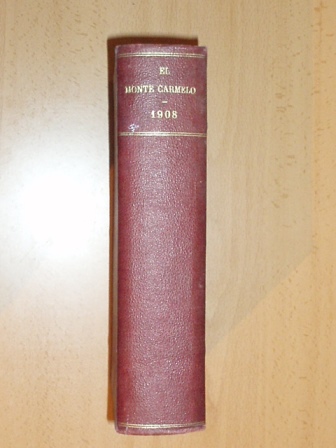 EL
MONTE CARMELO
-
1908